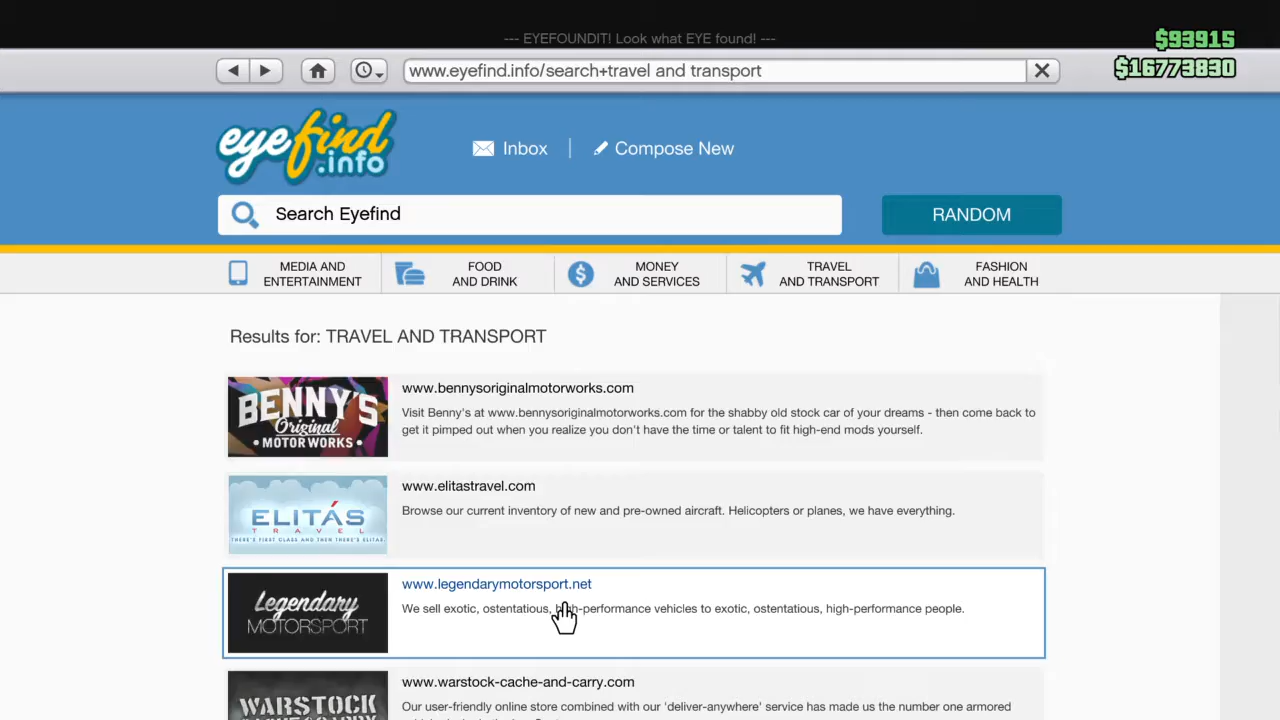 --- EYEFOUNDIT! Look what EYE found! ---
$93915
$16773830
www.eyefind.info/search+travel and transport
eyefind
.info
Inbox
Compose New
Search Eyefind
RANDOM
MEDIA AND
ENTERTAINMENT
FOOD
AND DRINK
MONEY
AND SERVICES
TRAVEL
AND TRANSPORT
FASHION
AND HEALTH
Results for: TRAVEL AND TRANSPORT
BENNY'S
Original
• MOTOR WORKS •
www.bennysoriginalmotorworks.com
Visit Benny's at www.bennysoriginalmotorworks.com for the shabby old stock car of your dreams - then come back to
get it pimped out when you realize you don't have the time or talent to fit high-end mods yourself.
ELITÁS
TRAVEL
THERE'S FIRST CLASS AND THEN THERE'S ELITAS
www.elitastravel.com
Browse our current inventory of new and pre-owned aircraft. Helicopters or planes, we have everything.
Legendary
MOTORSPORT
www.legendarymotorsport.net
We sell exotic, ostentatious, high-performance vehicles to exotic, ostentatious, high-performance people.
WARSTOCK
www.warstock-cache-and-carry.com
Our user-friendly online store combined with our 'deliver-anywhere' service has made us the number one armored